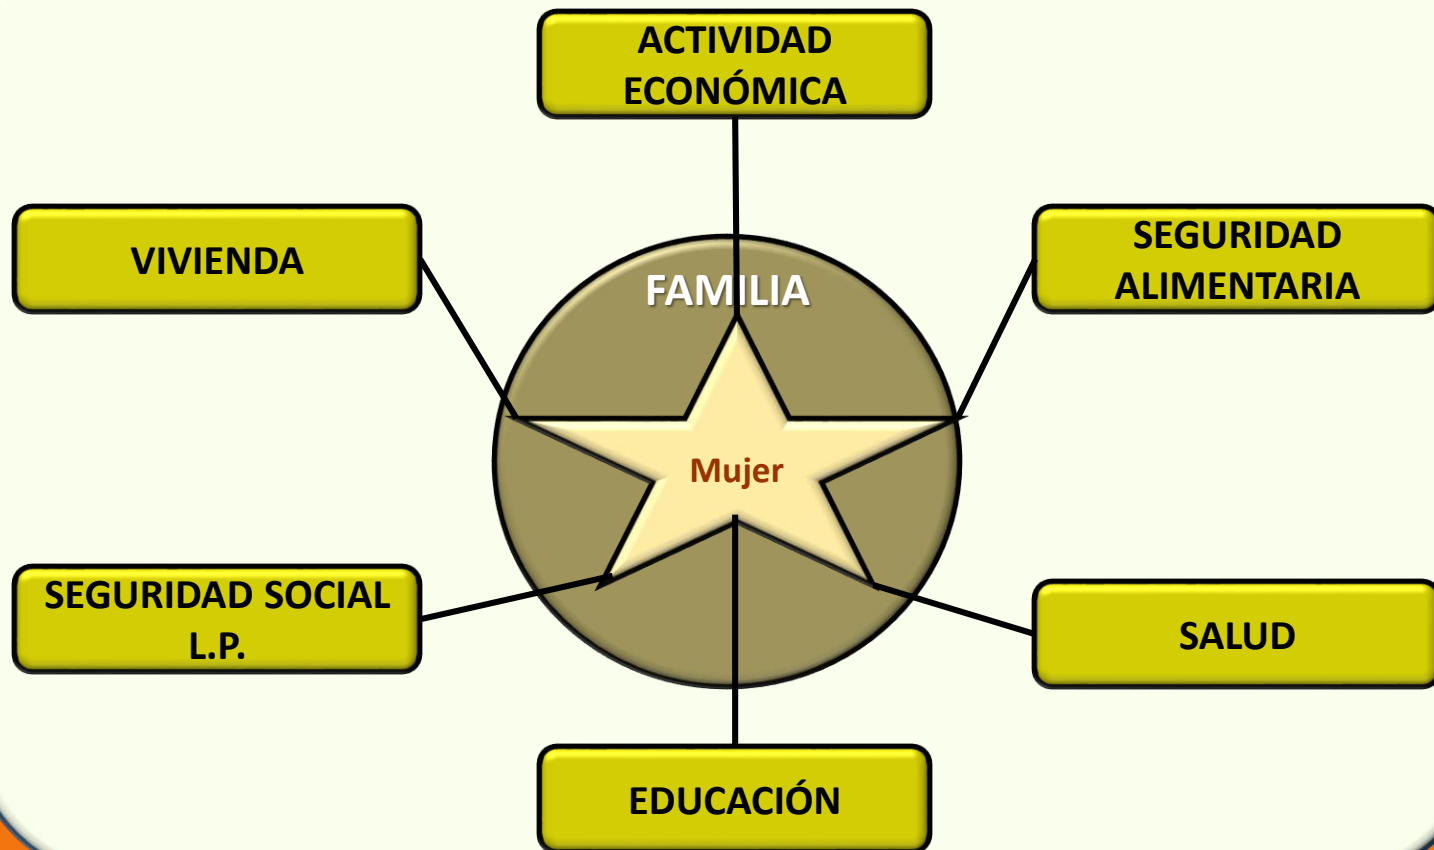 ACTIVIDAD
ECONÓMICA
VIVIENDA
SEGURIDAD
ALIMENTARIA
FAMILIA
Mujer
SEGURIDAD SOCIAL
L.P.
SALUD
EDUCACIÓN